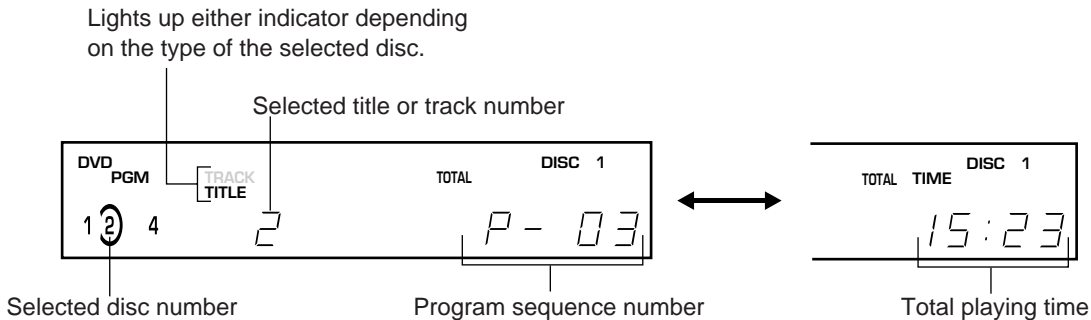 Lights up either indicator depending
on the type of the selected disc.
Selected title or track number
DVD
PGM
TRACK
TITLE
TOTAL
DISC 1
1 2 4
2
P- 03
TOTAL TIME
DISC 1
15:23
Selected disc number
Program sequence number
Total playing time